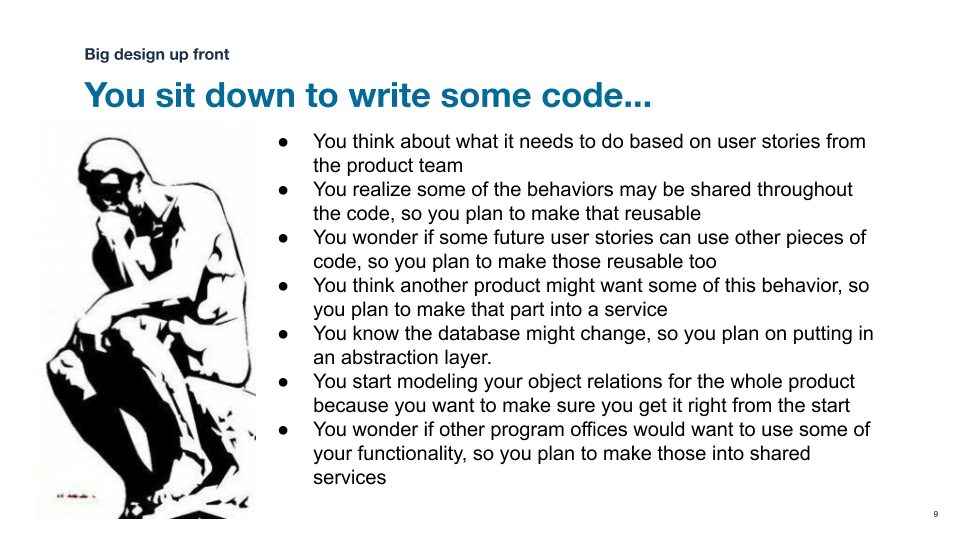 Big design up front
You sit down to write some code...
● You think about what it needs to do based on user stories from
the product team
● You realize some of the behaviors may be shared throughout
the code, so you plan to make that reusable
● You wonder if some future user stories can use other pieces of
code, so you plan to make those reusable too
● You think another product might want some of this behavior, so
you plan to make that part into a service
● You know the database might change, so you plan on putting in
an abstraction layer.
● You start modeling your object relations for the whole product
because you want to make sure you get it right from the start
● You wonder if other program offices would want to use some of
your functionality, so you plan to make those into shared
services
9